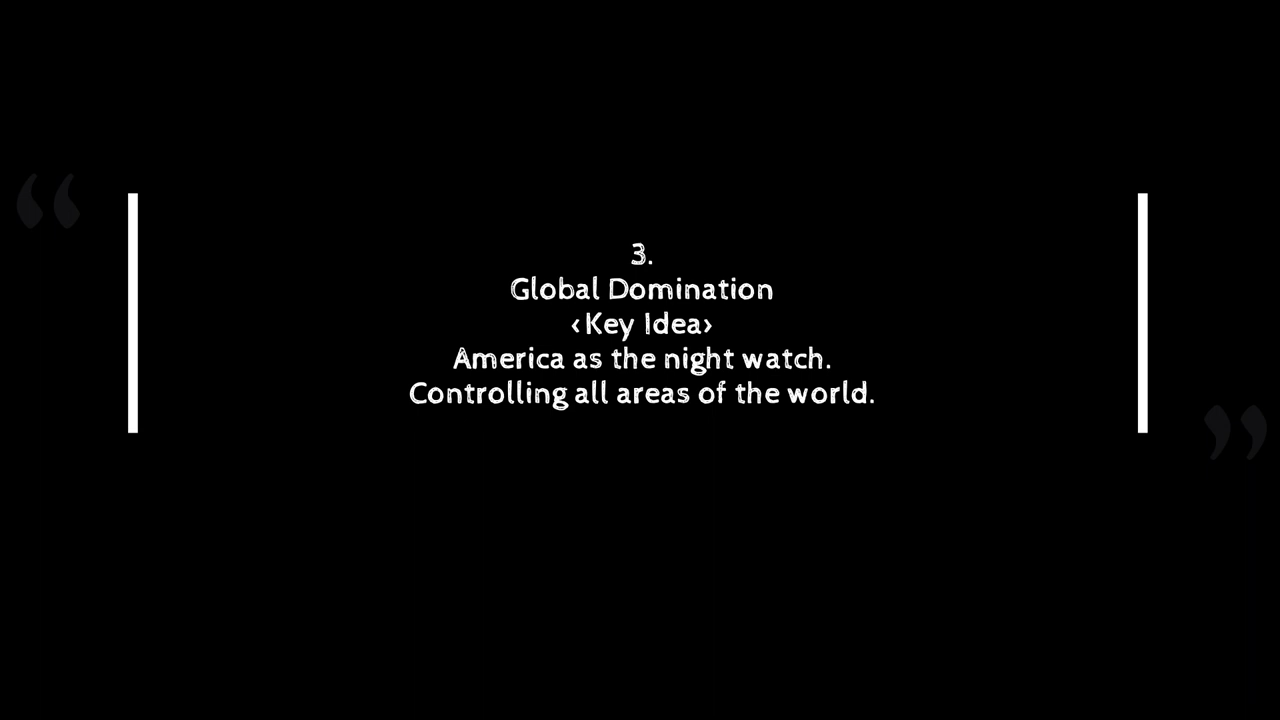 3.
Global Domination
<Key Idea>
America as the night watch.
Controlling all areas of the world.